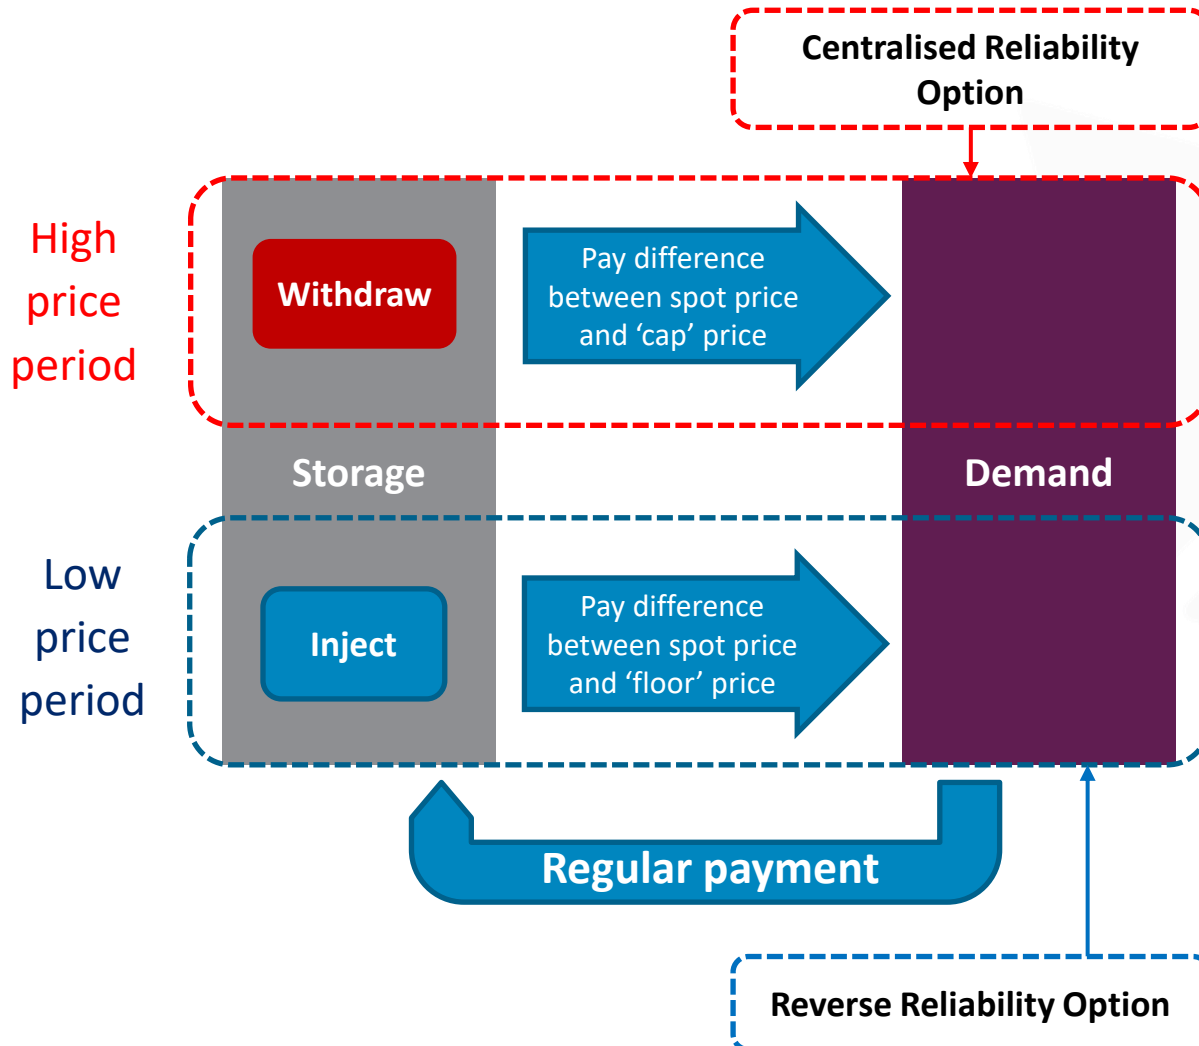 Centralised Reliability
Option
High
price
period
Withdraw
Pay difference
between spot price
and ‘cap’ price
Storage
Demand
Low
price
period
Inject
Pay difference
between spot price
and ‘floor’ price
Regular payment
Reverse Reliability Option